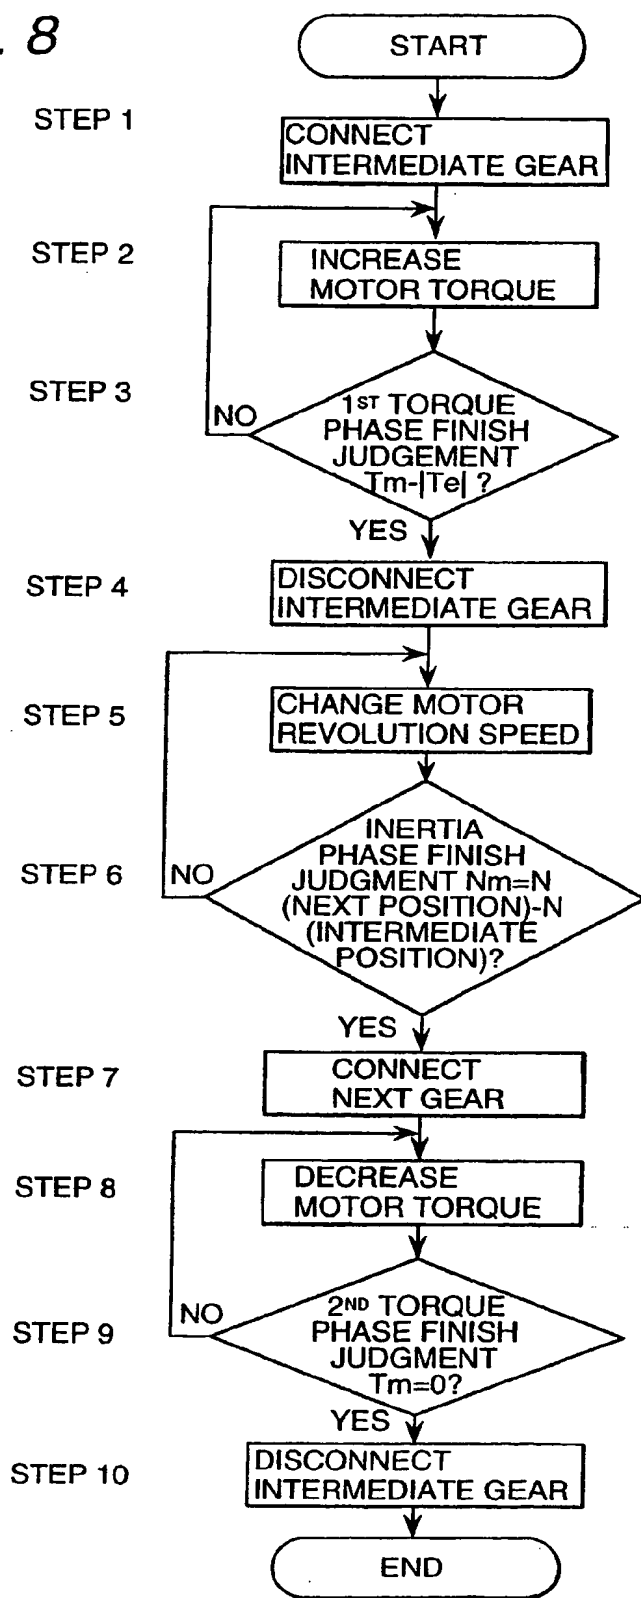 . 8
START
STEP 1
CONNECT
INTERMEDIATE GEAR
STEP 2
INCREASE
MOTOR TORQUE
STEP 3
1ST TORQUE
PHASE FINISH
JUDGEMENT
Tm-|Te| ?
NO
YES
STEP 4
DISCONNECT
INTERMEDIATE GEAR
STEP 5
CHANGE MOTOR
REVOLUTION SPEED
STEP 6
INERTIA
PHASE FINISH
JUDGMENT Nm=N
(NEXT POSITION)-N
(INTERMEDIATE
POSITION)?
NO
YES
STEP 7
CONNECT
NEXT GEAR
STEP 8
DECREASE
MOTOR TORQUE
STEP 9
2ND TORQUE
PHASE FINISH
JUDGMENT
Tm=0?
NO
YES
STEP 10
DISCONNECT
INTERMEDIATE GEAR
END